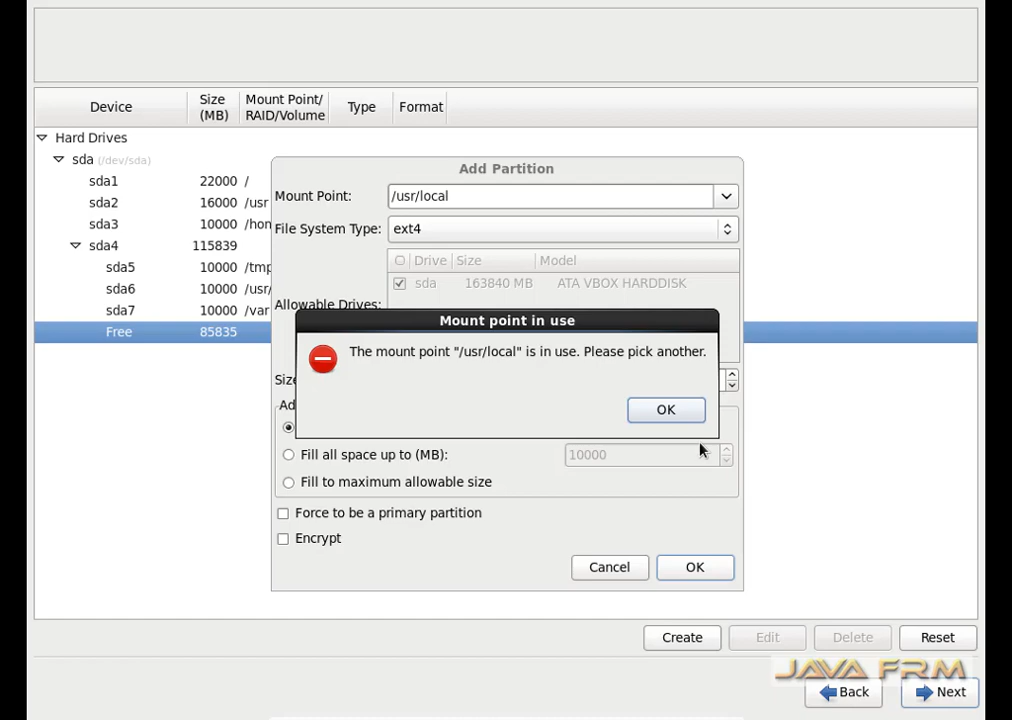 Device Size (MB) Mount Point/ RAID/Volume Type Format
Hard Drives
sda (/dev/sda)
sda1 22000 /
sda2 16000 /usr
sda3 10000 /hom
sda4 115839
sda5 10000 /tmp
sda6 10000 /usr/
sda7 10000 /var
Free 85835
Add Partition
Mount Point: /usr/local
File System Type: ext4
Drive Size Model
sda 163840 MB ATA VBOX HARDDISK
Allowable Drives:
Mount point in use
The mount point "/usr/local" is in use. Please pick another.
OK
Size
Ad
Fill all space up to (MB): 10000
Fill to maximum allowable size
Force to be a primary partition
Encrypt
Cancel OK
Create Edit Delete Reset
JAVA FRM
Back Next